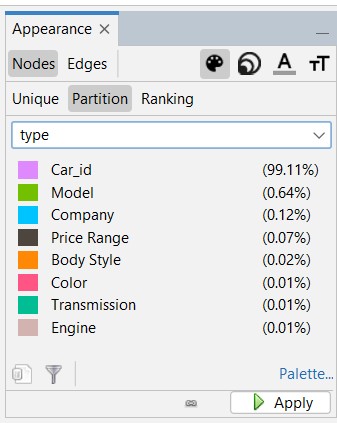 Appearance ×
Nodes Edges A TT
Unique Partition Ranking
type
Car_id (99.11%)
Model (0.64%)
Company (0.12%)
Price Range (0.07%)
Body Style (0.02%)
Color (0.01%)
Transmission (0.01%)
Engine (0.01%)
Palette...
Apply